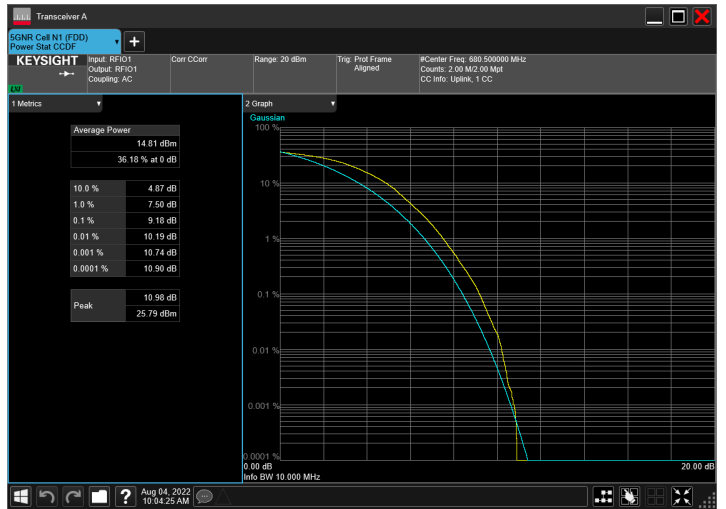 Transceiver A
5GNR Cell N1 (FDD)
Power Stat CCDF
KEYSIGHT
LXI
Input: RFIO1
Output: RFIO1
Coupling: AC
Corr CCorr
Range: 20 dBm
Trig: Prot Frame
Aligned
#Center Freq: 680.500000 MHz
Counts: 2.00 M/2.00 Mpt
CC Info: Uplink, 1 CC
1 Metrics
Average Power
14.81 dBm
36.18 % at 0 dB
10.0 % 4.87 dB
1.0 % 7.50 dB
0.1 % 9.18 dB
0.01 % 10.19 dB
0.001 % 10.74 dB
0.0001 % 10.90 dB
Peak 10.98 dB
25.79 dBm
2 Graph
Gaussian
100 %
10 %
1 %
0.1 %
0.01 %
0.001 %
0.0001 %
0.00 dB 20.00 dB
Info BW 10.000 MHz
? Aug 04, 2022
10:04:25 AM